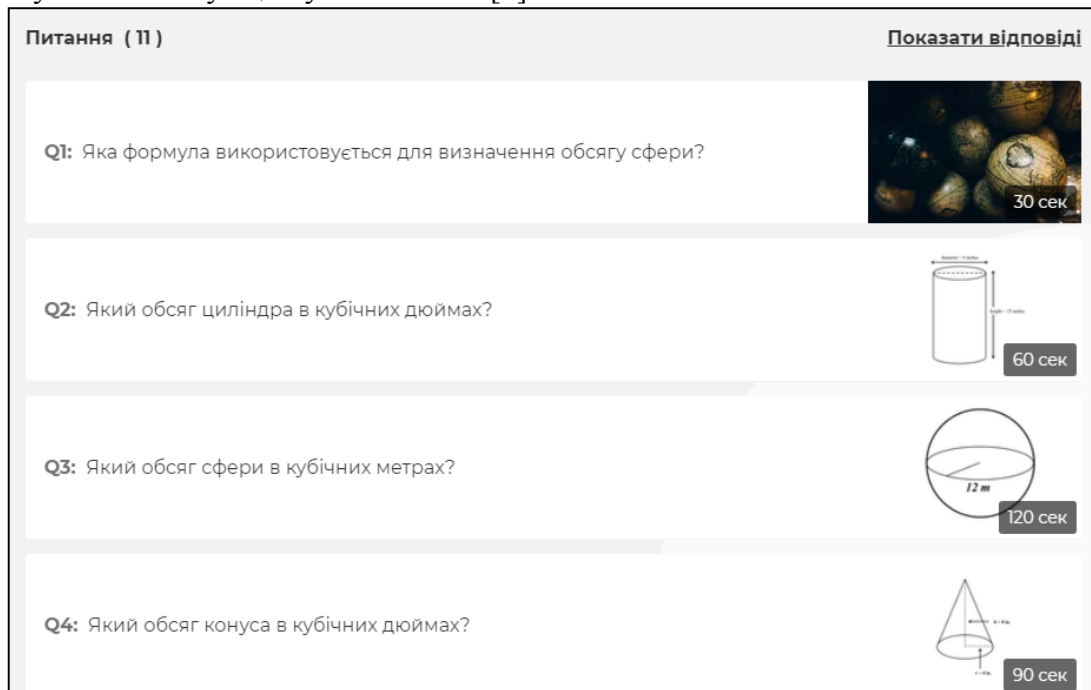 Питання ( 11 )
Показати відповіді
Q1: Яка формула використовується для визначення обсягу сфери?
30 сек
Q2: Який обсяг циліндра в кубічних дюймах?
60 сек
Q3: Який обсяг сфери в кубічних метрах?
12 m
120 сек
Q4: Який обсяг конуса в кубічних дюймах?
90 сек